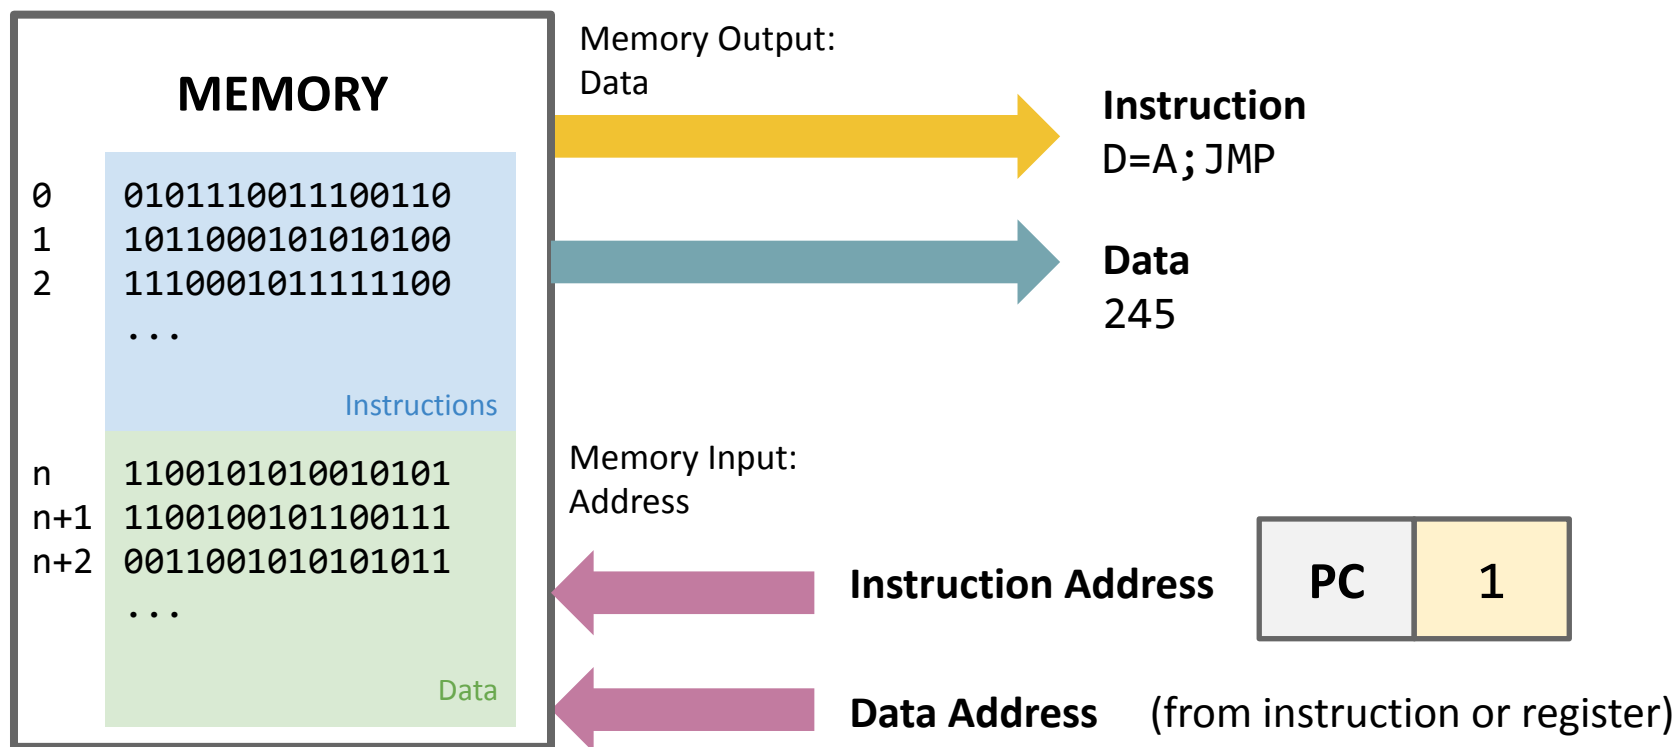 MEMORY
0 0101110011100110
1 1011000101010100
2 1110001011111100
...
Instructions
n 1100101010010101
n+1 1100100101100111
n+2 0011001010101011
...
Data
Memory Output:
Data
Instruction
D=A;JMP
Data
245
Memory Input:
Address
Instruction Address PC 1
Data Address (from instruction or register)